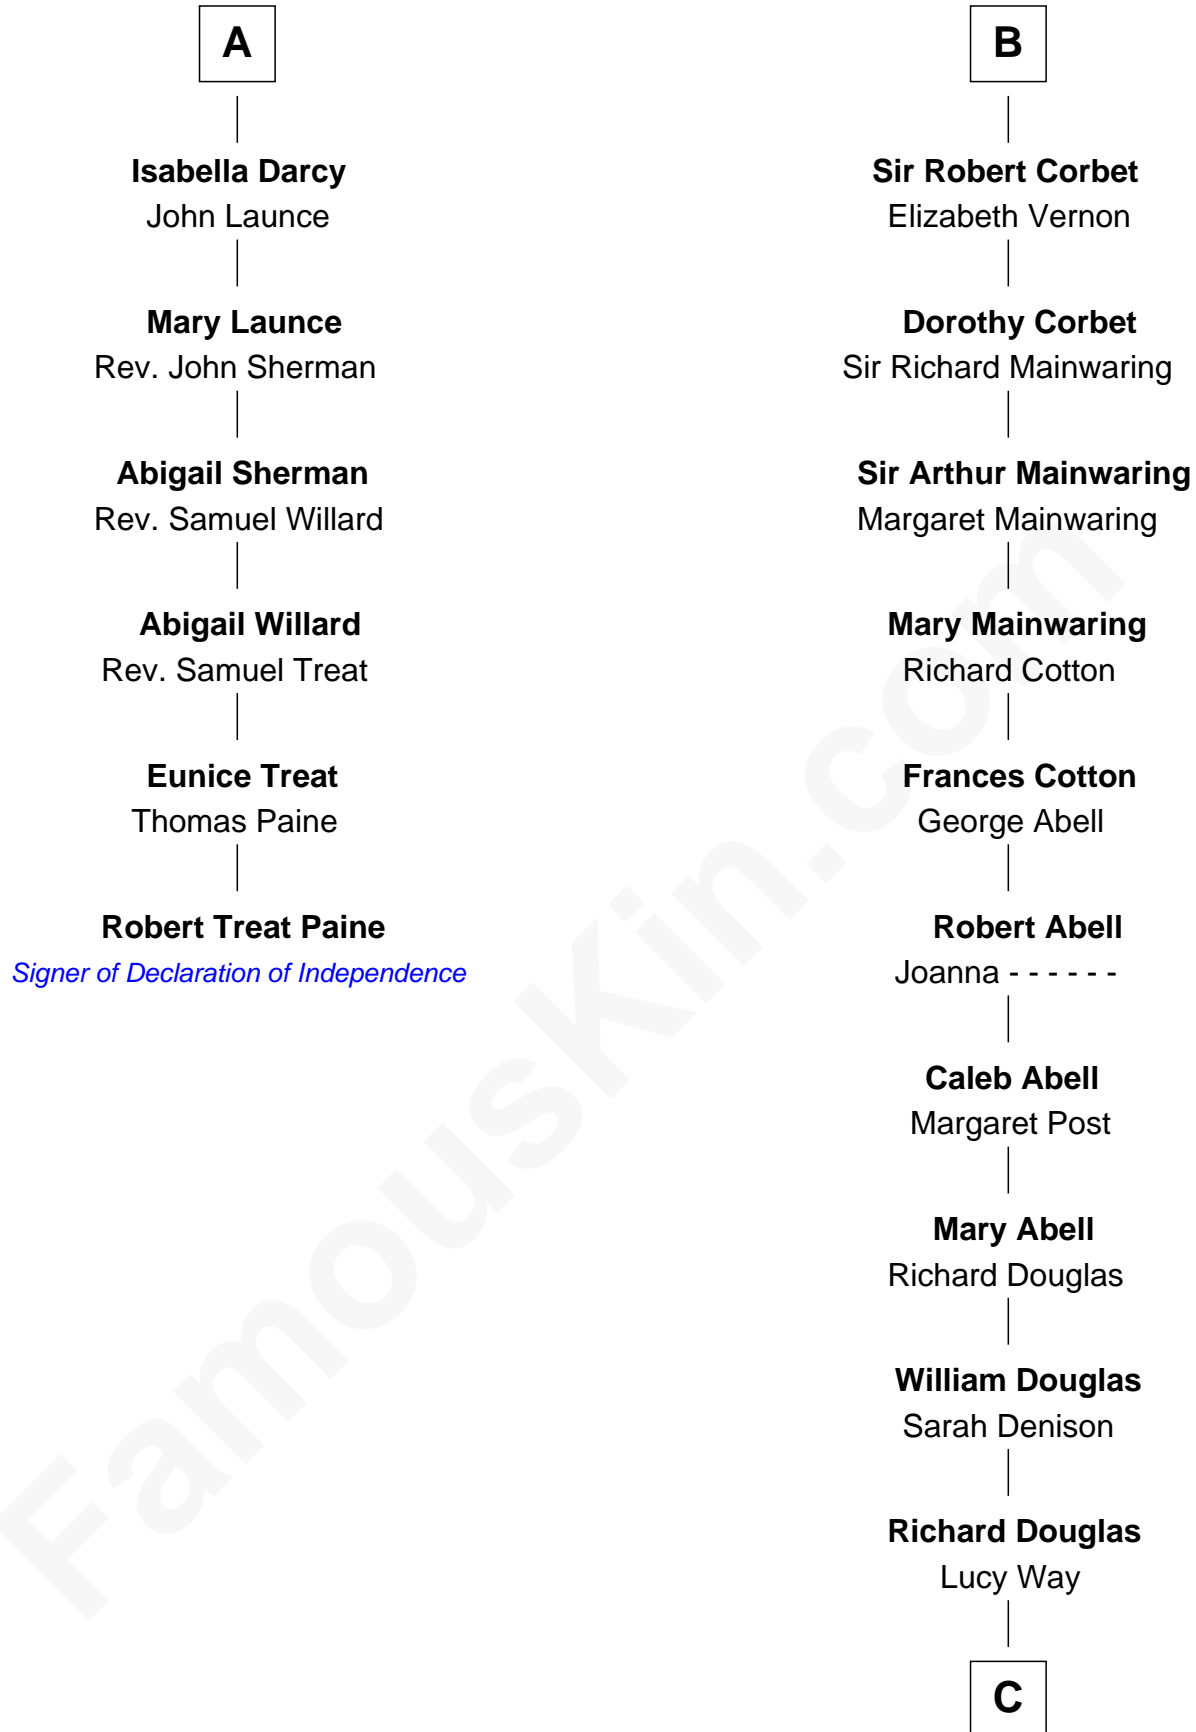 A
Isabella Darcy
John Launce
Mary Launce
Rev. John Sherman
Abigail Sherman
Rev. Samuel Willard
Abigail Willard
Rev. Samuel Treat
Eunice Treat
Thomas Paine
Robert Treat Paine
Signer of Declaration of Independence
B
Sir Robert Corbet
Elizabeth Vernon
Dorothy Corbet
Sir Richard Mainwaring
Sir Arthur Mainwaring
Margaret Mainwaring
Mary Mainwaring
Richard Cotton
Frances Cotton
George Abell
Robert Abell
Joanna - - - - - -
Caleb Abell
Margaret Post
Mary Abell
Richard Douglas
William Douglas
Sarah Denison
Richard Douglas
Lucy Way
C
FamousKin.com